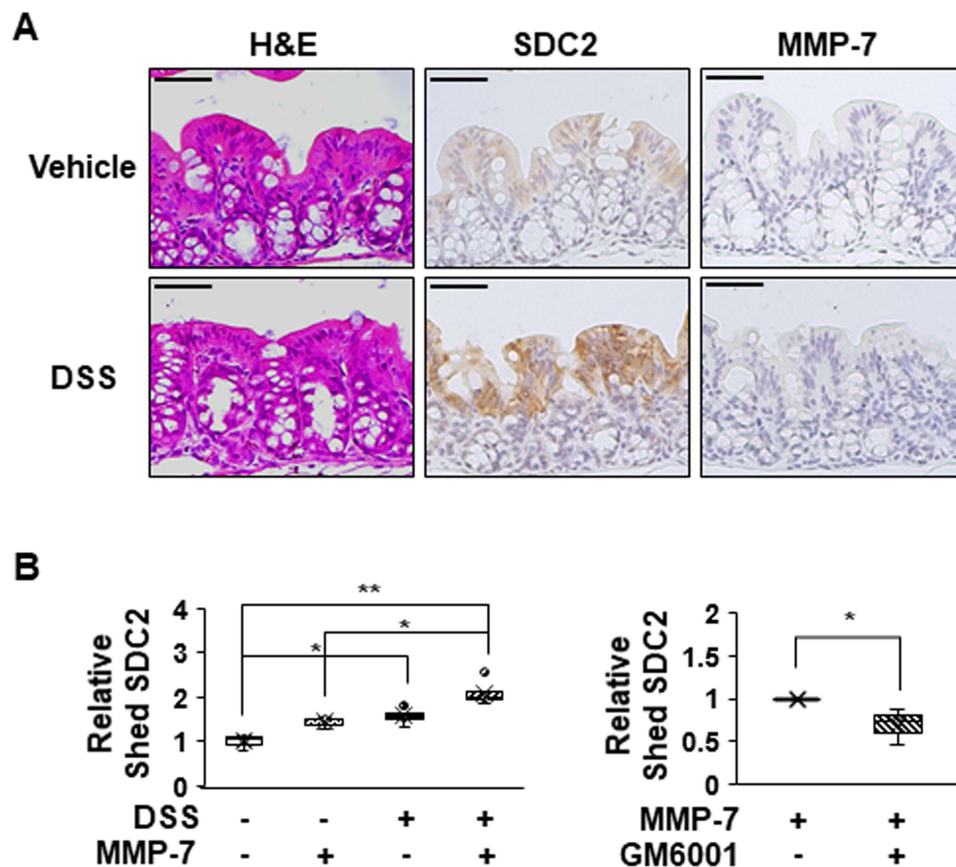 A
H&E SDC2 MMP-7
Vehicle
DSS
B
Relative
Shed SDC2
4
3
2
1
0
** 
*
*
DSS - - + +
MMP-7 - + - +
Relative
Shed SDC2
2
1.5
1
0.5
0
*
MMP-7 + +
GM6001 - +